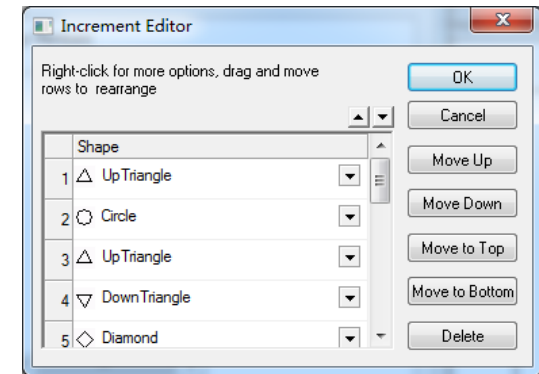 Increment Editor
Right-click for more options, drag and move
rows to rearrange
OK
Cancel
Move Up
Move Down
Move to Top
Move to Bottom
Delete
Shape
1 UpTriangle
2 Circle
3 UpTriangle
4 DownTriangle
5 Diamond